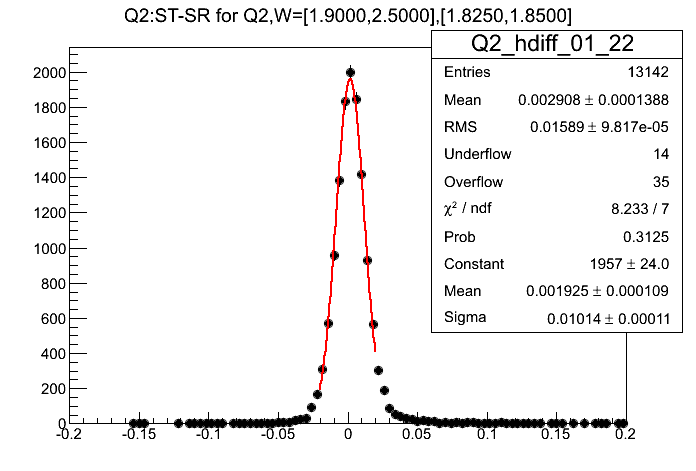 Q2:ST-SR for Q2,W=[1.9000,2.5000],[1.8250,1.8500]
Q2_hdiff_01_22
Entries 13142
Mean 0.002908 ± 0.0001388
RMS 0.01589 ± 9.817e-05
Underflow 14
Overflow 35
χ² / ndf 8.233 / 7
Prob 0.3125
Constant 1957 ± 24.0
Mean 0.001925 ± 0.000109
Sigma 0.01014 ± 0.00011
2000
1800
1600
1400
1200
1000
800
600
400
200
0
-0.2 -0.15 -0.1 -0.05 0 0.05 0.1 0.15 0.2